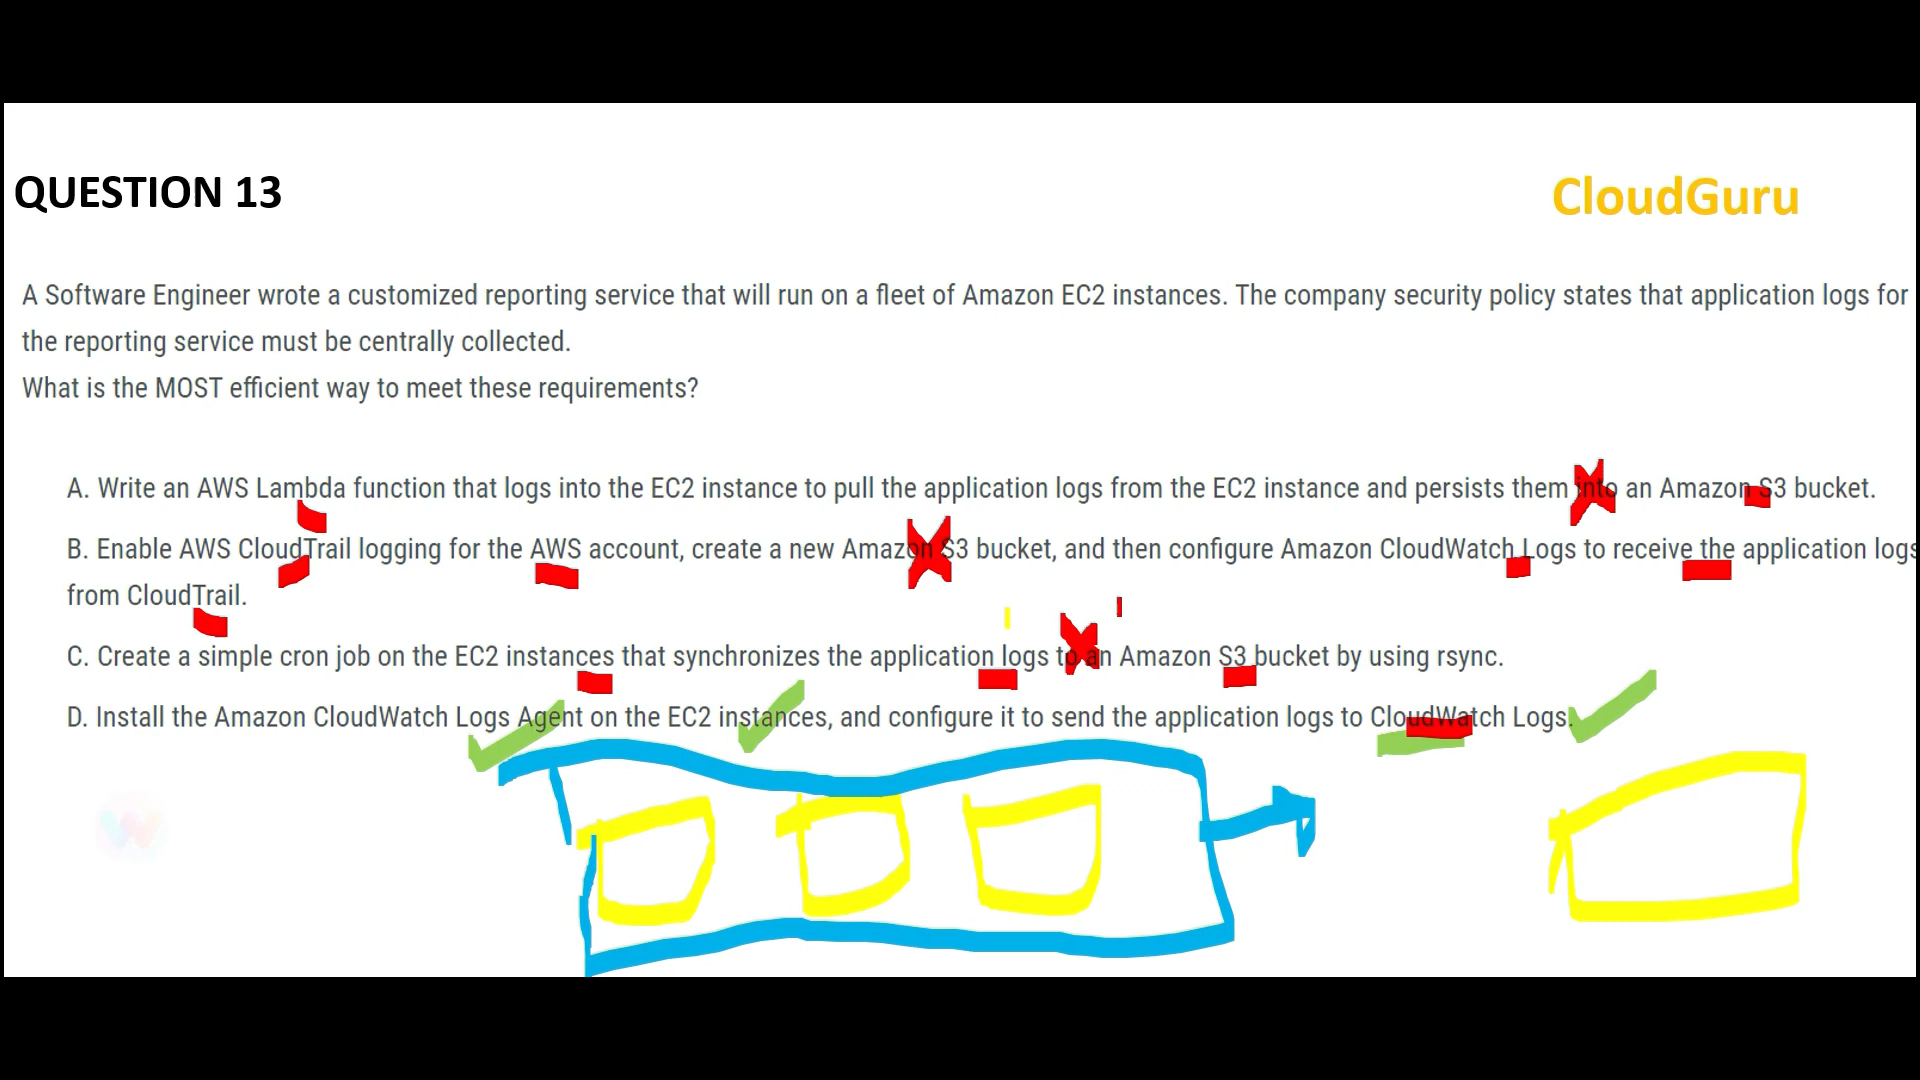 QUESTION 13
CloudGuru
A Software Engineer wrote a customized reporting service that will run on a fleet of Amazon EC2 instances. The company security policy states that application logs for
the reporting service must be centrally collected.
What is the MOST efficient way to meet these requirements?
A. Write an AWS Lambda function that logs into the EC2 instance to pull the application logs from the EC2 instance and persists them into an Amazon S3 bucket.
B. Enable AWS CloudTrail logging for the AWS account, create a new Amazon S3 bucket, and then configure Amazon CloudWatch Logs to receive the application logs
from CloudTrail.
C. Create a simple cron job on the EC2 instances that synchronizes the application logs to an Amazon S3 bucket by using rsync.
D. Install the Amazon CloudWatch Logs Agent on the EC2 instances, and configure it to send the application logs to CloudWatch Logs.